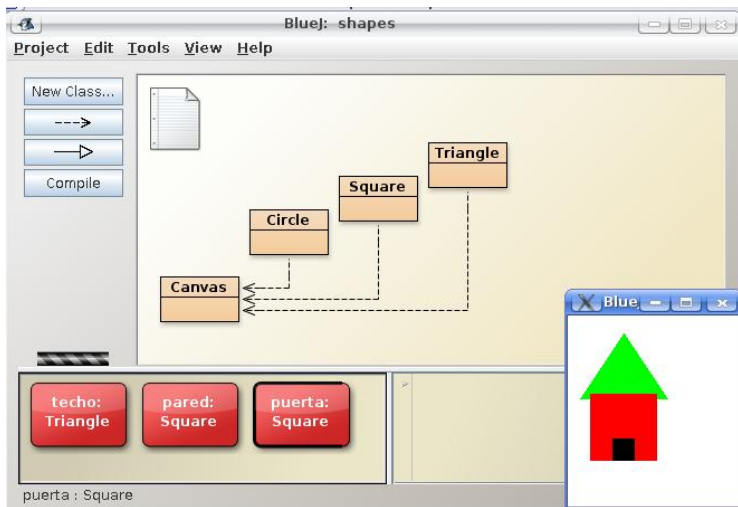 BlueJ: shapes
Project Edit Tools View Help
New Class...
Compile
Triangle
Square
Circle
Canvas
Blue
techo:
Triangle
pared:
Square
puerta:
Square
puerta : Square